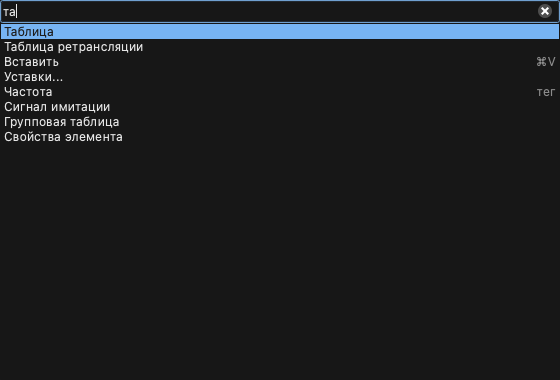 та
Таблица
Таблица ретрансляции
Вставить ⌘V
Уставки...
Частота тег
Сигнал имитации
Групповая таблица
Свойства элемента